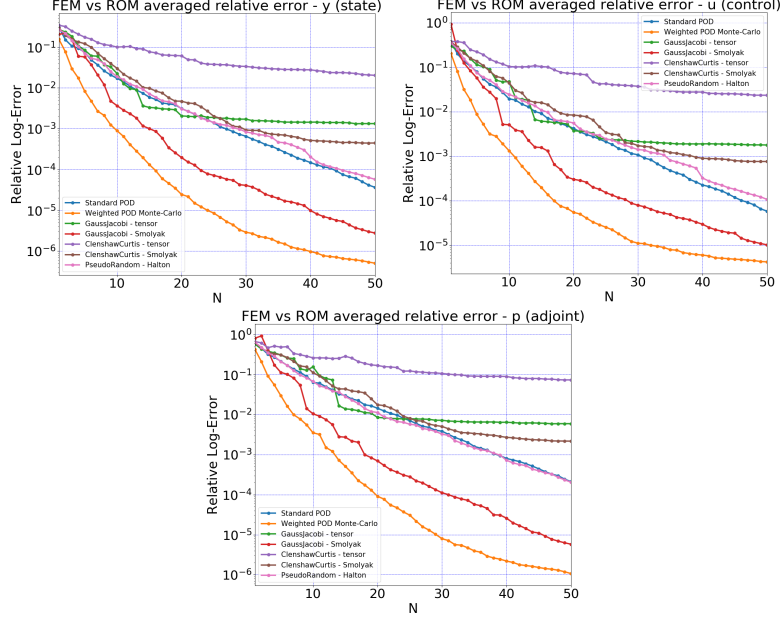 FEM vs ROM averaged relative error - y (state)
Relative Log-Error
10⁻¹
10⁻²
10⁻³
10⁻⁴
10⁻⁵
10⁻⁶
Standard POD
Weighted POD Monte-Carlo
GaussJacobi - tensor
GaussJacobi - Smolyak
ClenshawCurtis - tensor
ClenshawCurtis - Smolyak
PseudoRandom - Halton
10 20 30 40 50
N
FEM vs ROM averaged relative error - u (control)
Relative Log-Error
10⁰
10⁻¹
10⁻²
10⁻³
10⁻⁴
10⁻⁵
Standard POD
Weighted POD Monte-Carlo
GaussJacobi - tensor
GaussJacobi - Smolyak
ClenshawCurtis - tensor
ClenshawCurtis - Smolyak
PseudoRandom - Halton
10 20 30 40 50
N
FEM vs ROM averaged relative error - p (adjoint)
Relative Log-Error
10⁰
10⁻¹
10⁻²
10⁻³
10⁻⁴
10⁻⁵
10⁻⁶
Standard POD
Weighted POD Monte-Carlo
GaussJacobi - tensor
GaussJacobi - Smolyak
ClenshawCurtis - tensor
ClenshawCurtis - Smolyak
PseudoRandom - Halton
10 20 30 40 50
N